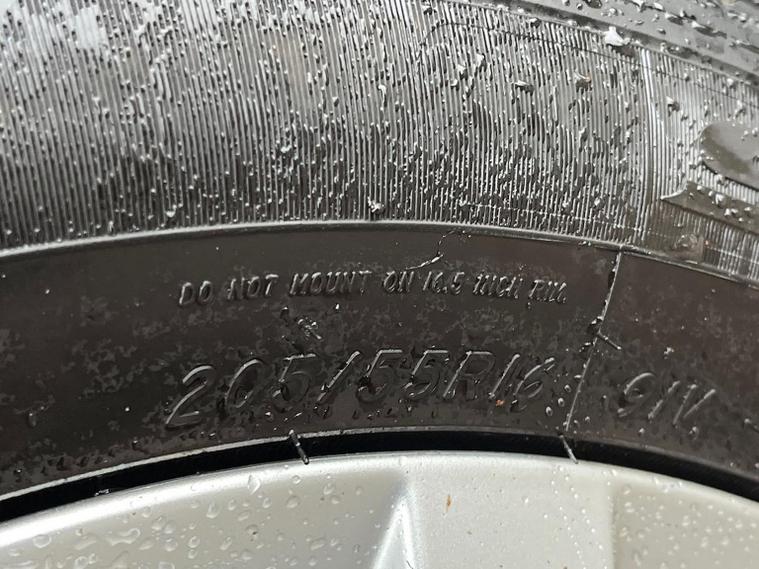 DO NOT MOUNT ON 16.5 INCH RIM.
205/55R16 91V.